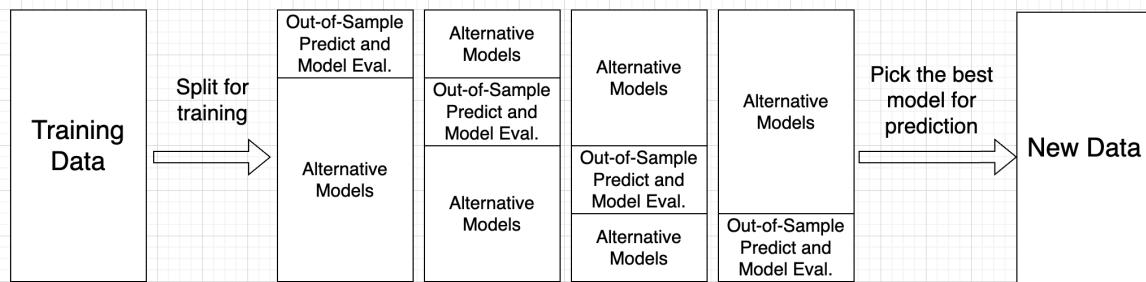 Training
Data
Split for
training
Out-of-Sample
Predict and
Model Eval.
Alternative
Models
Alternative
Models
Out-of-Sample
Predict and
Model Eval.
Alternative
Models
Alternative
Models
Out-of-Sample
Predict and
Model Eval.
Alternative
Models
Alternative
Models
Out-of-Sample
Predict and
Model Eval.
Pick the best
model for
prediction
New Data